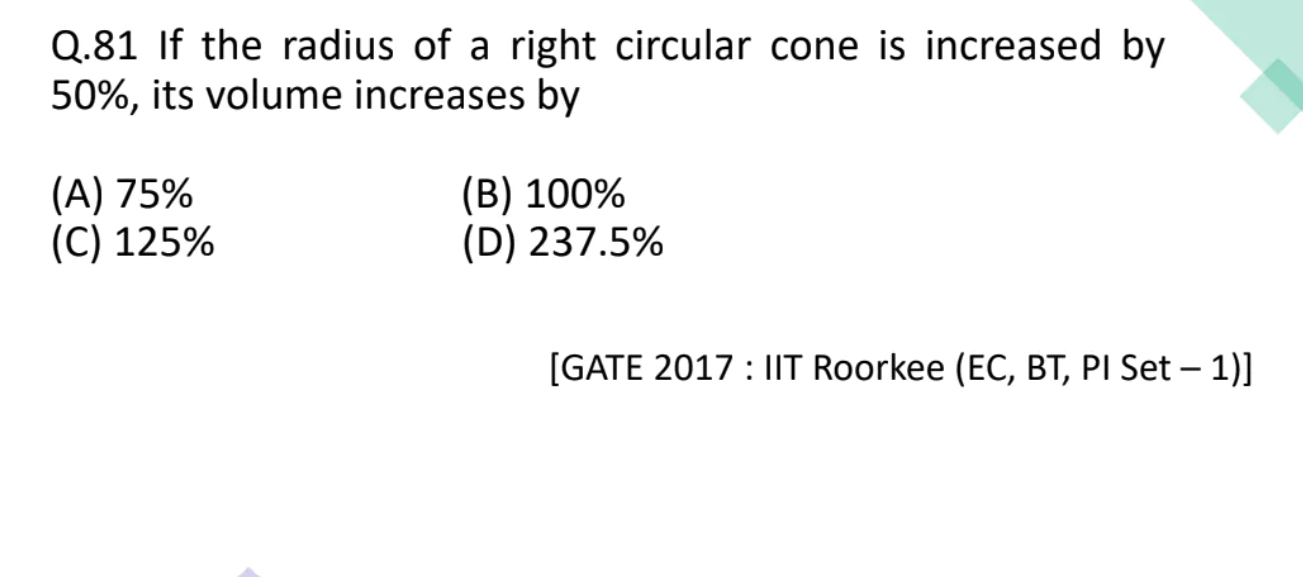 Q.81 If the radius of a right circular cone is increased by
50%, its volume increases by
(A) 75% (B) 100%
(C) 125% (D) 237.5%
[GATE 2017 : IIT Roorkee (EC, BT, PI Set – 1)]